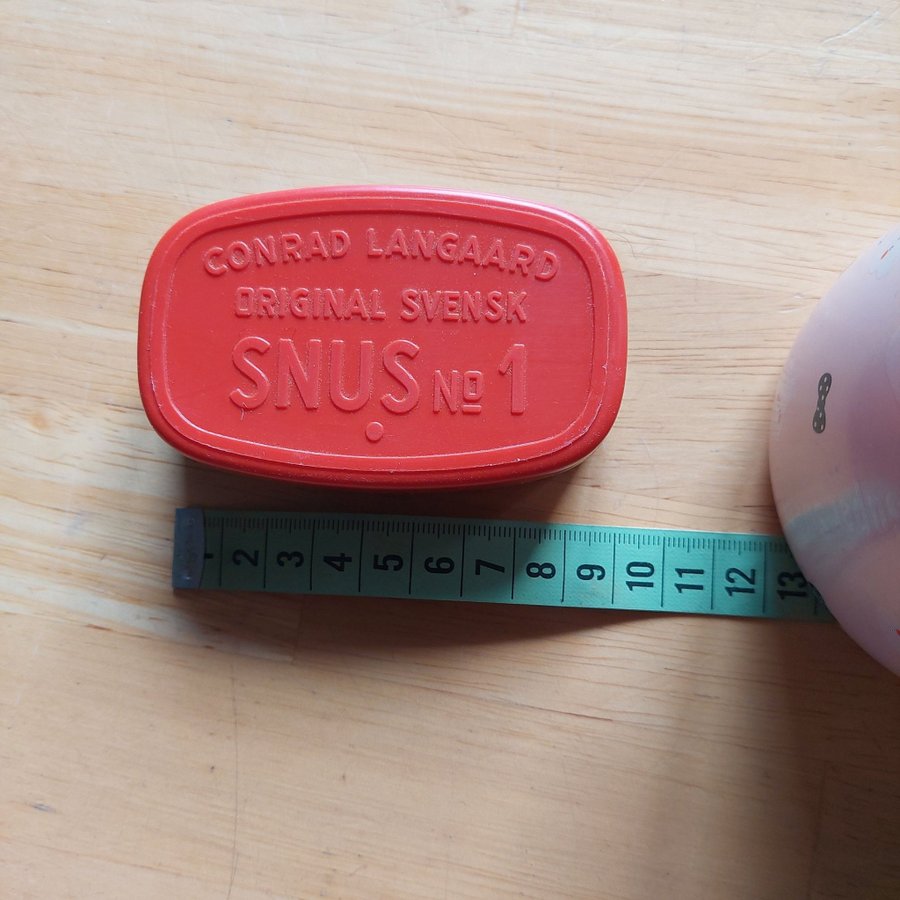 CONRAD LANGAARD
ORIGINAL SVENSK
SNUS No 1
1 2 3 4 5 6 7 8 9 10 11 12 13